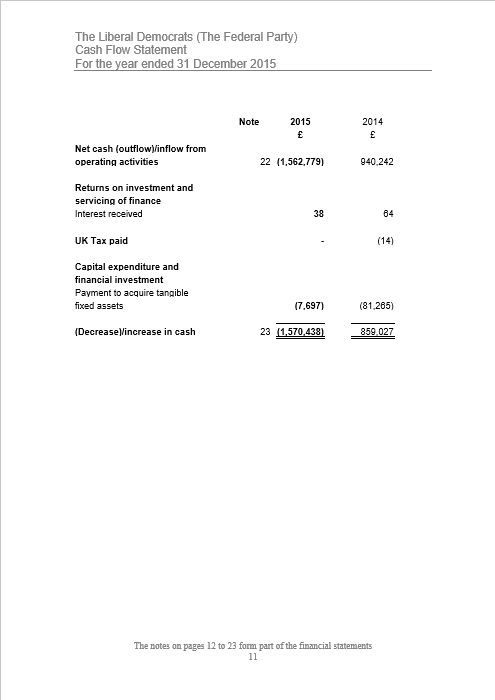 The Liberal Democrats (The Federal Party)
Cash Flow Statement
For the year ended 31 December 2015
Note 2015 2014
£ £
Net cash (outflow)/inflow from
operating activities 22 (1,562,779) 940,242
Returns on investment and
servicing of finance
Interest received 38 64
UK Tax paid - (14)
Capital expenditure and
financial investment
Payment to acquire tangible
fixed assets (7,697) (81,265)
(Decrease)/increase in cash 23 (1,570,438) 859,027
The notes on pages 12 to 23 form part of the financial statements
11